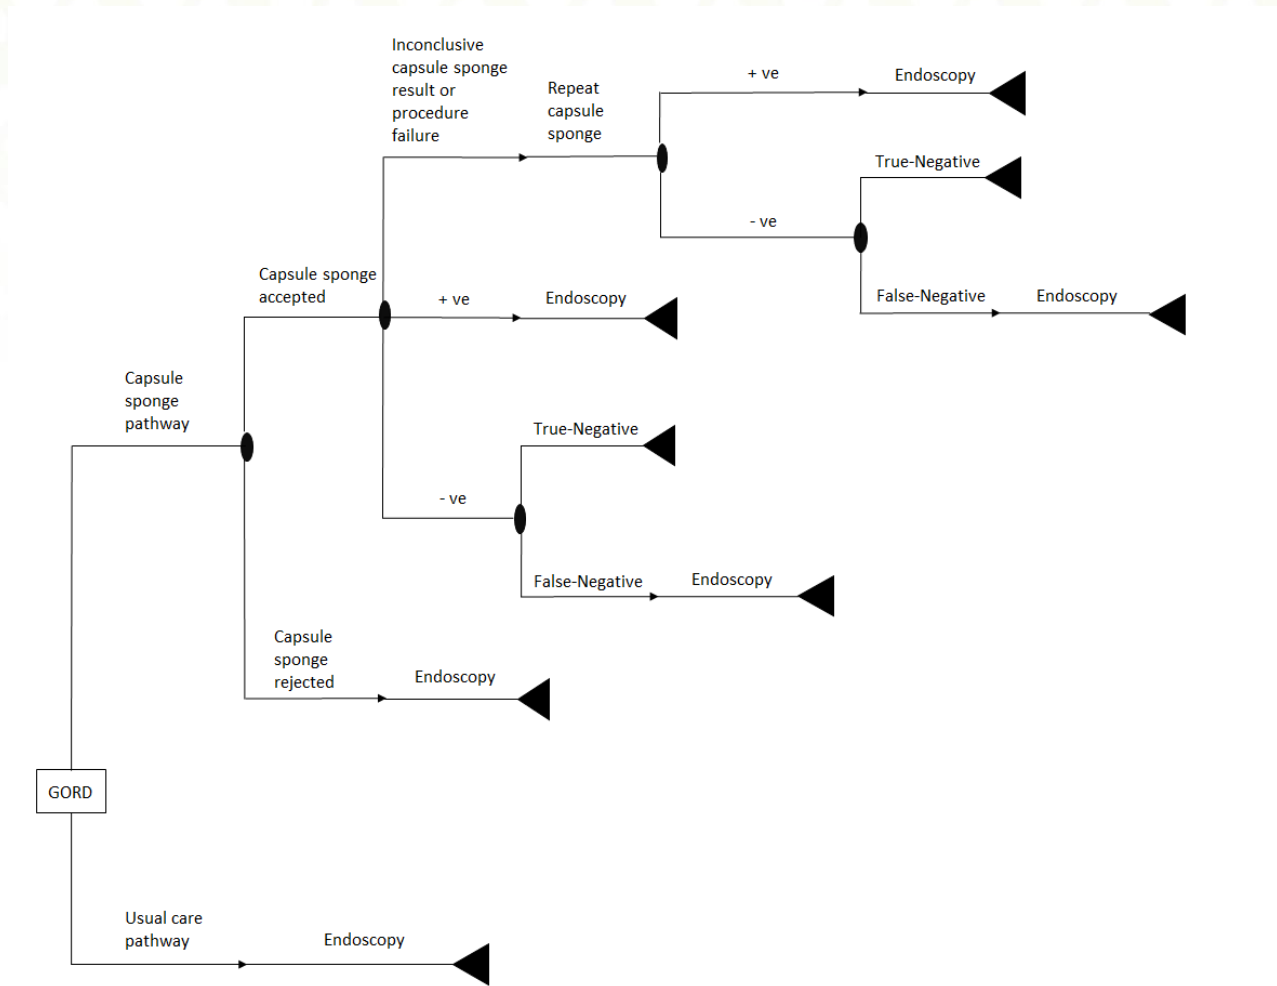 Inconclusive
capsule sponge
result or
procedure
failure
Repeat
capsule
sponge
+ ve
Endoscopy
True-Negative
- ve
False-Negative
Endoscopy
Capsule sponge
accepted
+ ve
Endoscopy
Capsule
sponge
pathway
True-Negative
- ve
False-Negative
Endoscopy
Capsule
sponge
rejected
Endoscopy
GORD
Usual care
pathway
Endoscopy